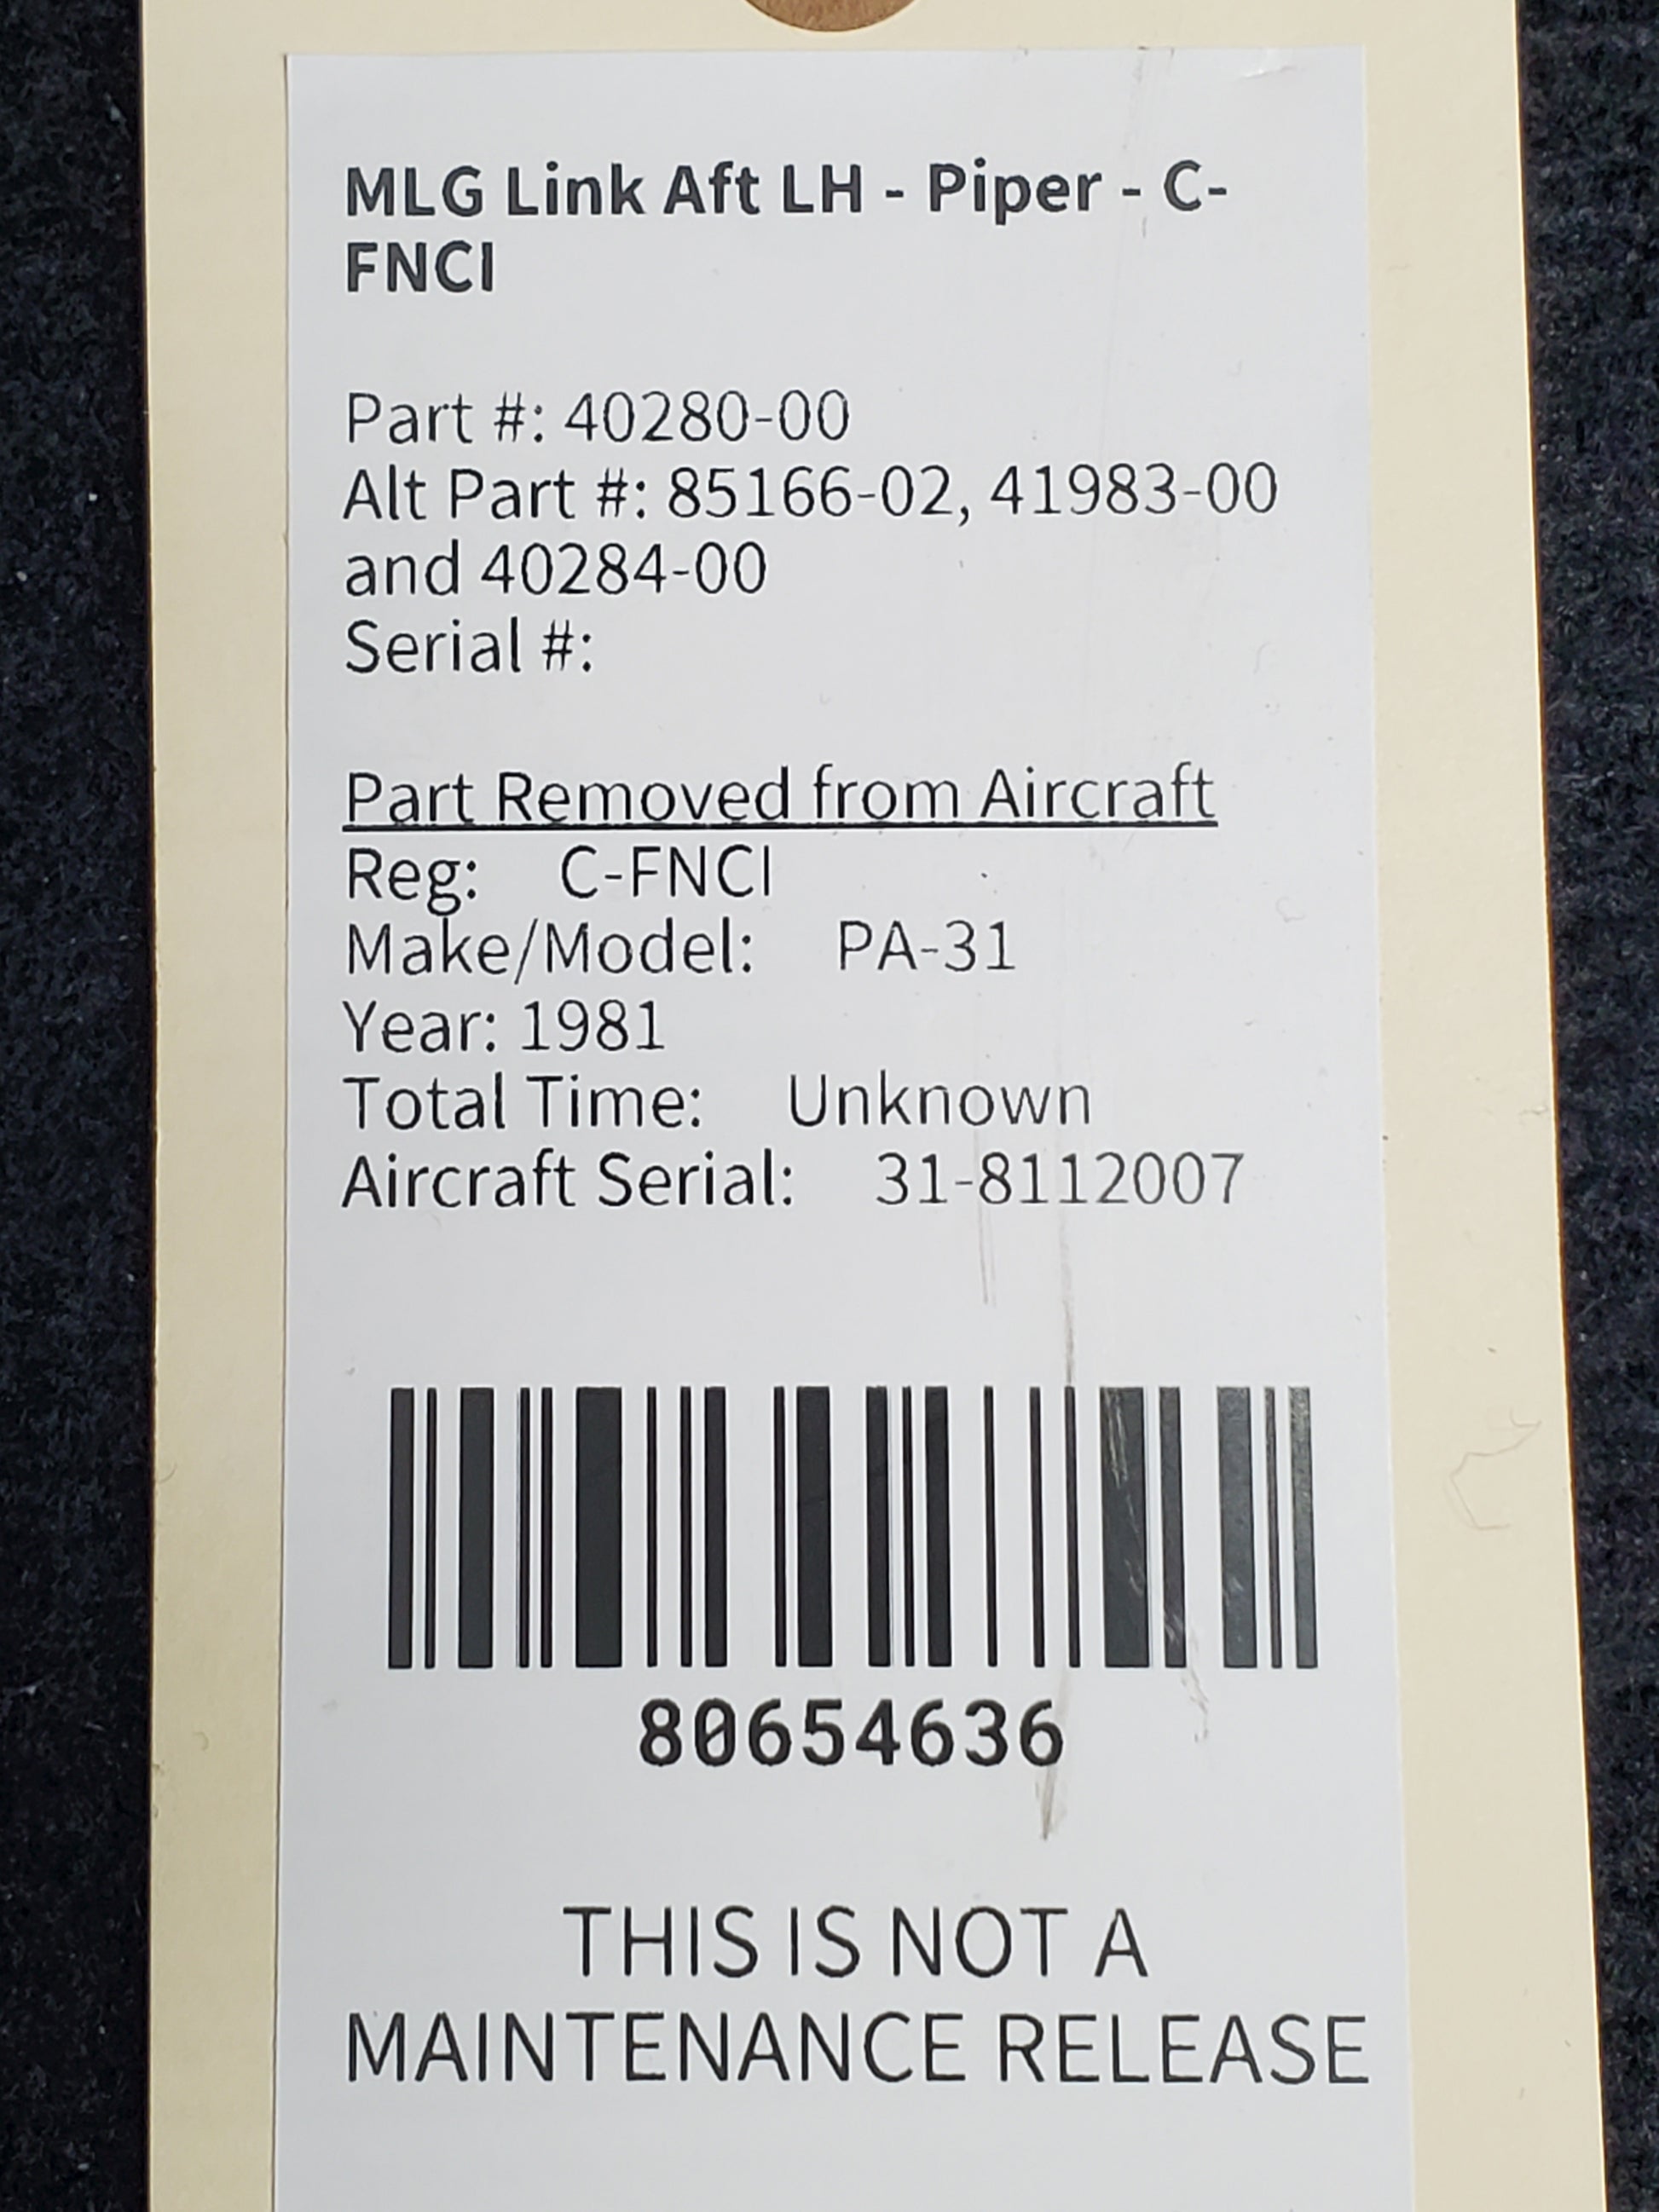 MLG Link Aft LH - Piper - C-
FNCI
Part #: 40280-00
Alt Part #: 85166-02, 41983-00
and 40284-00
Serial #:
Part Removed from Aircraft
Reg: C-FNCI
Make/Model: PA-31
Year: 1981
Total Time: Unknown
Aircraft Serial: 31-8112007
80654636
THIS IS NOT A
MAINTENANCE RELEASE